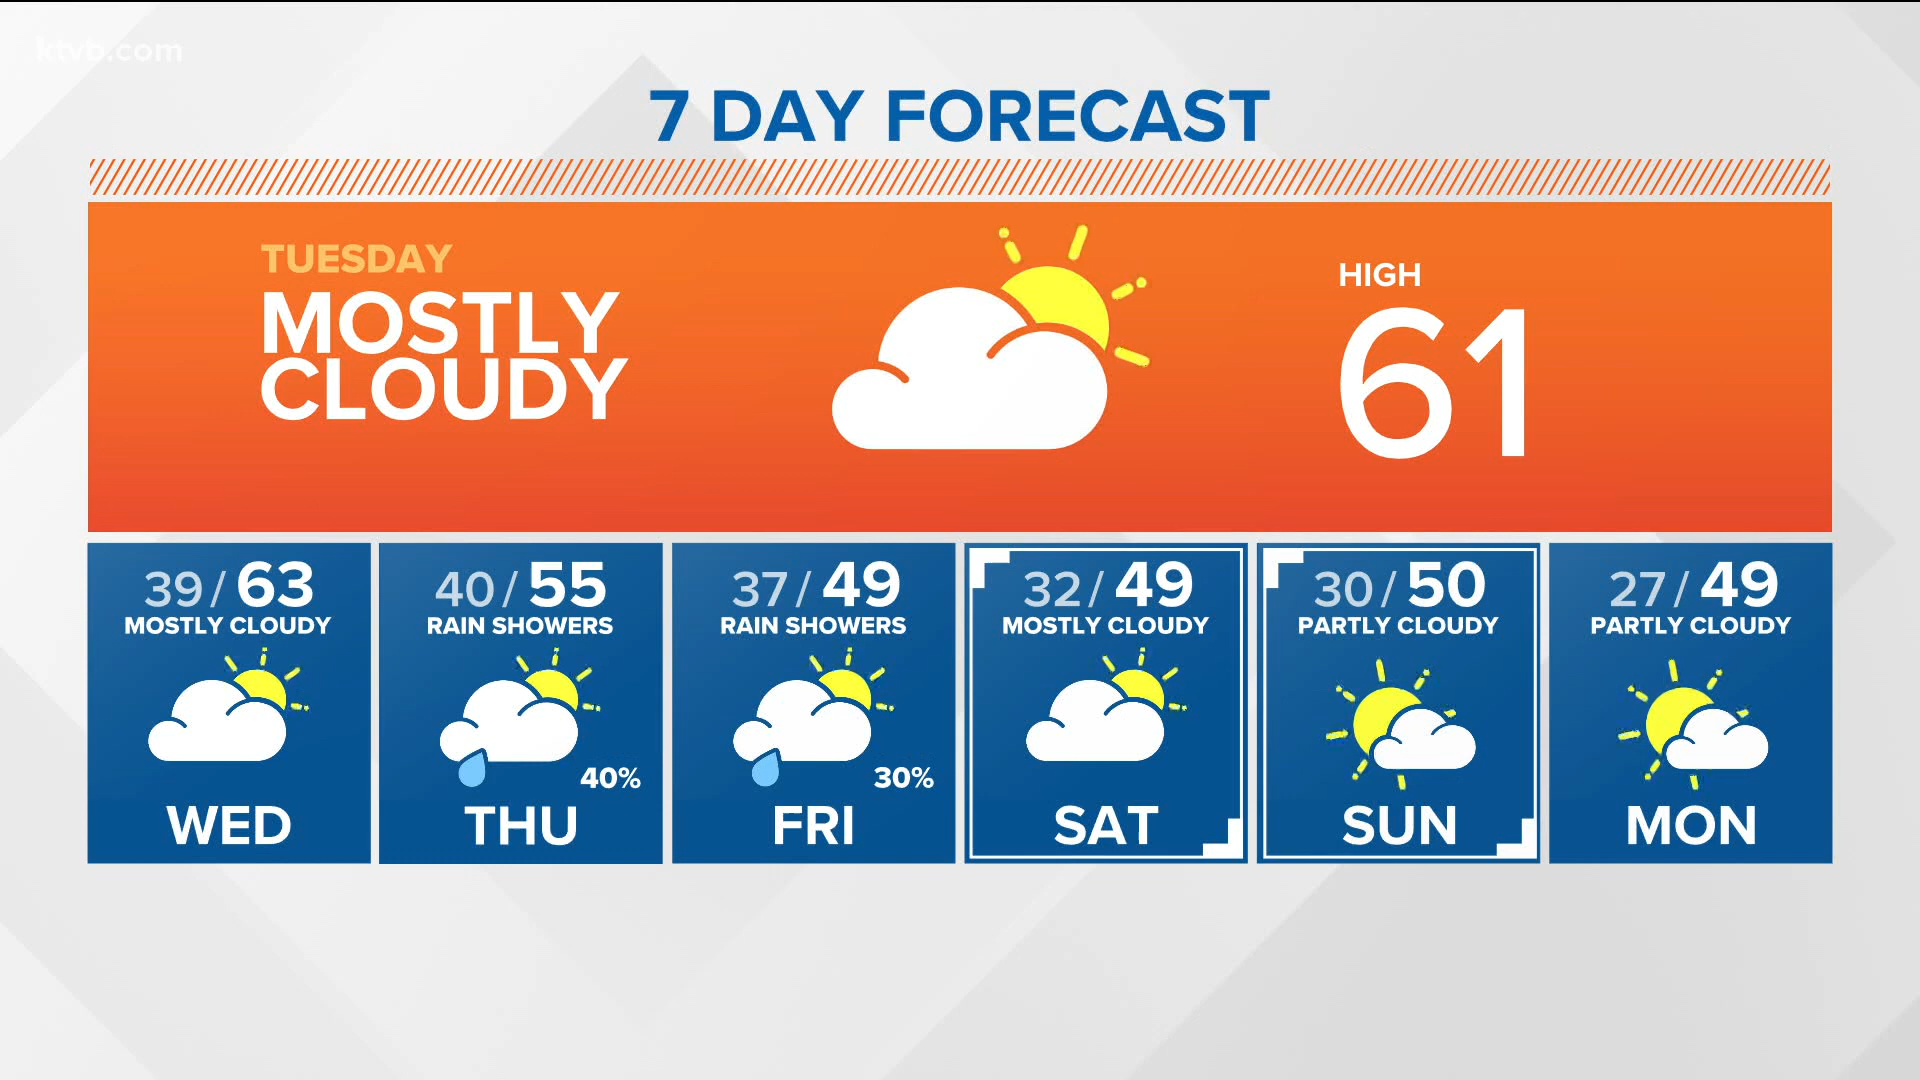 ktvb.com
7 DAY FORECAST
TUESDAY
MOSTLY
CLOUDY
HIGH
61
39/63
MOSTLY CLOUDY
WED
40/55
RAIN SHOWERS
40%
THU
37/49
RAIN SHOWERS
30%
FRI
32/49
MOSTLY CLOUDY
SAT
30/50
PARTLY CLOUDY
SUN
27/49
PARTLY CLOUDY
MON